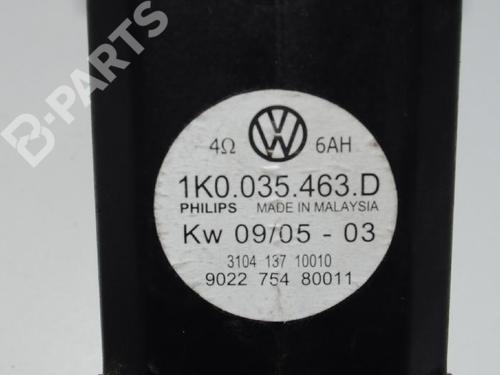 B-PARTS
4Ω 6AH
1K0.035.463.D
PHILIPS MADE IN MALAYSIA
Kw 09/05 - 03
3104 137 10010
9022 754 80011